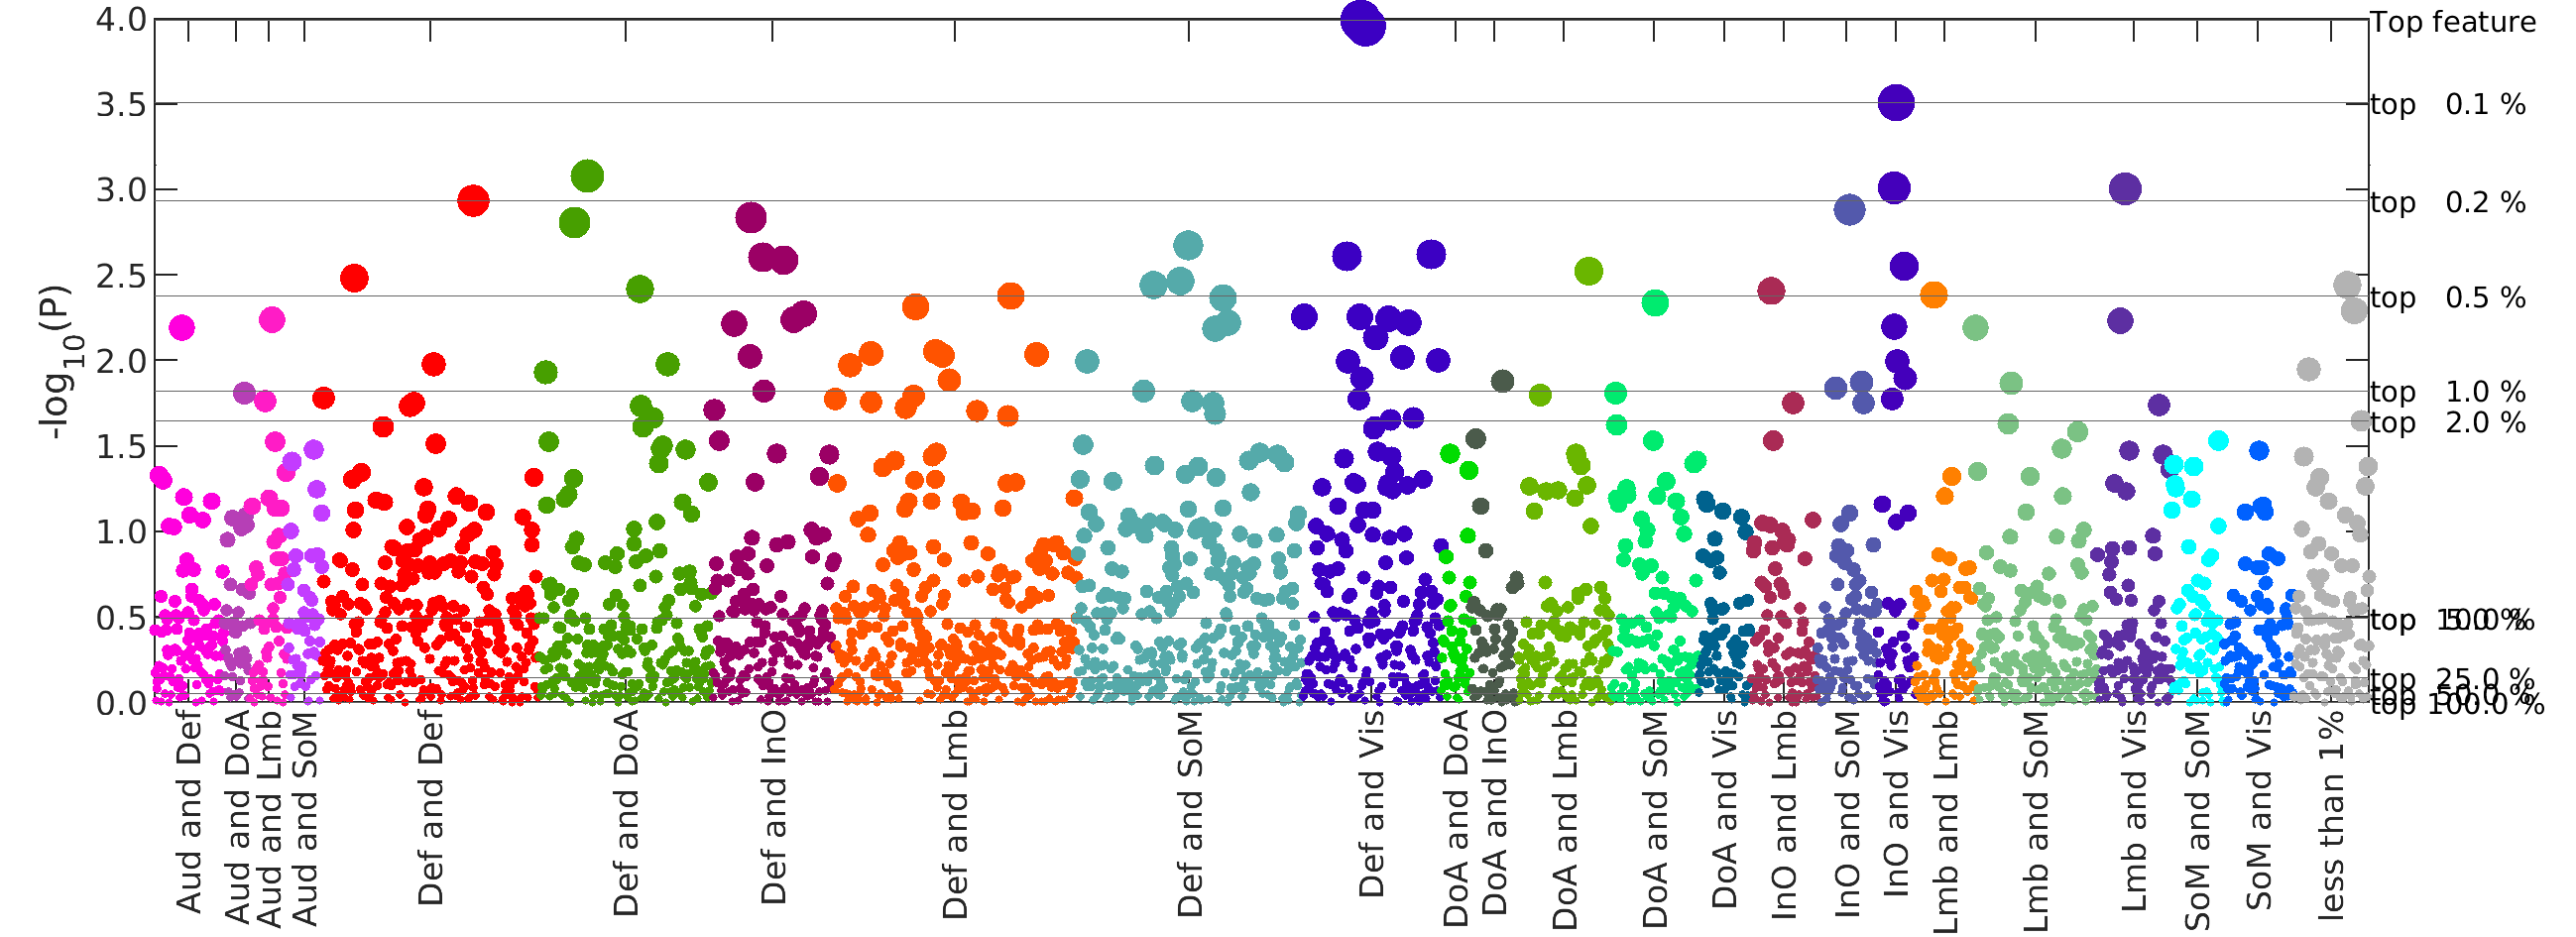 4.0
3.5
3.0
2.5
2.0
1.5
1.0
0.5
0.0
-log10(P)
Top feature
top 0.1 %
top 0.2 %
top 0.5 %
top 1.0 %
top 2.0 %
top
top 25.0 %
top 100.0 %
Aud and Def
Aud and DoA
Aud and Lmb
Aud and SoM
Def and Def
Def and DoA
Def and InO
Def and Lmb
Def and SoM
Def and Vis
DoA and DoA
DoA and InO
DoA and Lmb
DoA and SoM
DoA and Vis
InO and Lmb
InO and SoM
InO and Vis
Lmb and Lmb
Lmb and SoM
Lmb and Vis
SoM and SoM
SoM and Vis
less than 1%